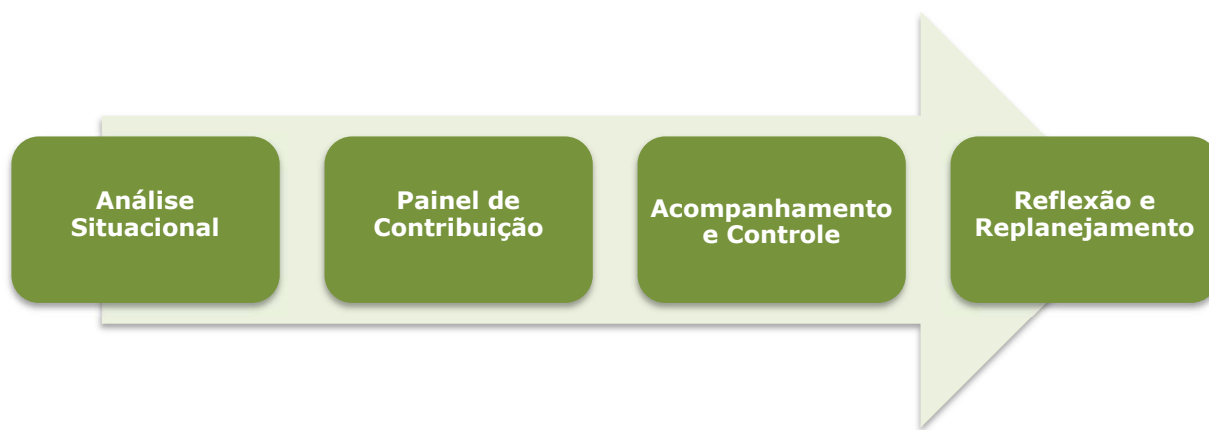 Análise
Situacional
Painel de
Contribuição
Acompanhamento
e Controle
Reflexão e
Replanejamento